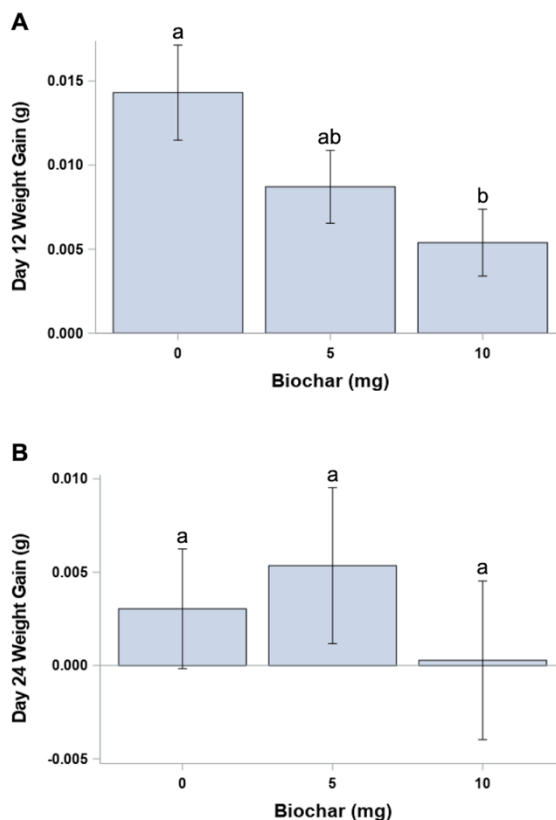 A
a
0.015
ab
0.010
b
0.005
0.000
Day 12 Weight Gain (g)
0 5 10
Biochar (mg)
B
0.010
a
a
a
0.005
0.000
-0.005
Day 24 Weight Gain (g)
0 5 10
Biochar (mg)